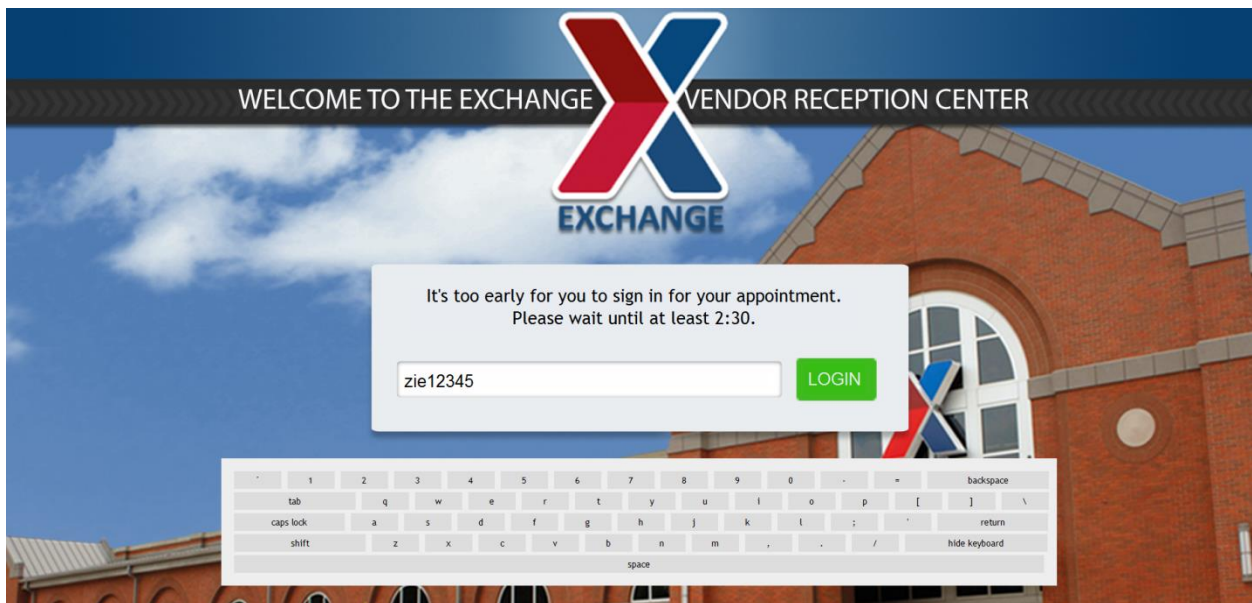 WELCOME TO THE EXCHANGE VENDOR RECEPTION CENTER
EXCHANGE
It's too early for you to sign in for your appointment.
Please wait until at least 2:30.
zie12345 LOGIN
` 1 2 3 4 5 6 7 8 9 0 - = backspace
tab q w e r t y u i o p [ ] \
caps lock a s d f g h j k l ; ' return
shift z x c v b n m , . / hide keyboard
space